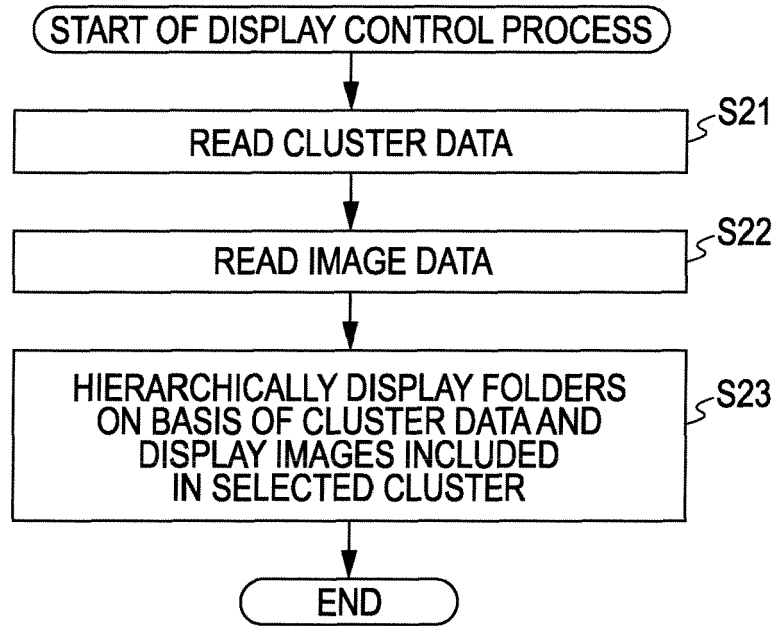 START OF DISPLAY CONTROL PROCESS
S21
READ CLUSTER DATA
S22
READ IMAGE DATA
S23
HIERARCHICALLY DISPLAY FOLDERS
ON BASIS OF CLUSTER DATA AND
DISPLAY IMAGES INCLUDED
IN SELECTED CLUSTER
END